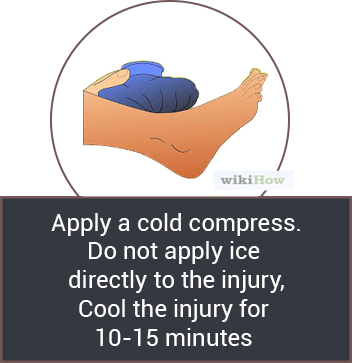 wikiHow
Apply a cold compress.
Do not apply ice
directly to the injury,
Cool the injury for
10-15 minutes